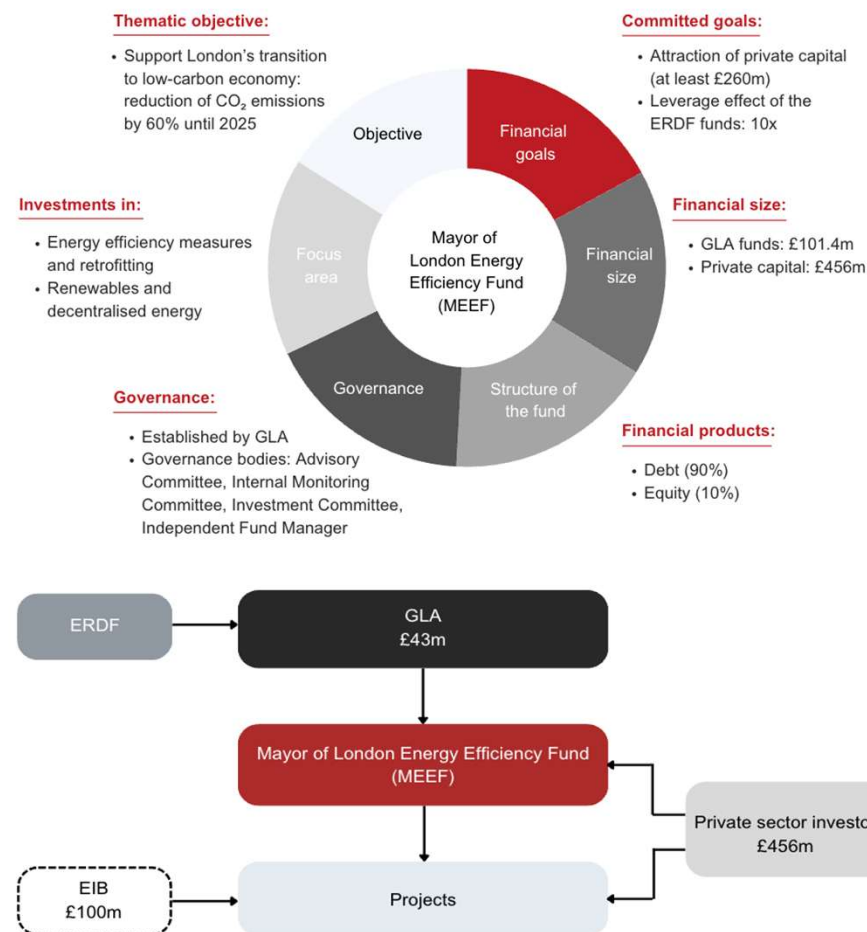 Thematic objective:
• Support London’s transition
to low-carbon economy:
reduction of CO₂ emissions
by 60% until 2025
Committed goals:
• Attraction of private capital
(at least £260m)
• Leverage effect of the
ERDF funds: 10x
Objective
Financial
goals
Investments in:
• Energy efficiency measures
and retrofitting
• Renewables and
decentralised energy
Focus
area
Mayor of
London Energy
Efficiency Fund
(MEEF)
Financial
size
Financial size:
• GLA funds: £101.4m
• Private capital: £456m
Governance
Structure of
the fund
Governance:
• Established by GLA
• Governance bodies: Advisory
Committee, Internal Monitoring
Committee, Investment Committee,
Independent Fund Manager
Financial products:
• Debt (90%)
• Equity (10%)
ERDF
GLA
£43m
Mayor of London Energy Efficiency Fund
(MEEF)
Private sector investo
£456m
EIB
£100m
Projects